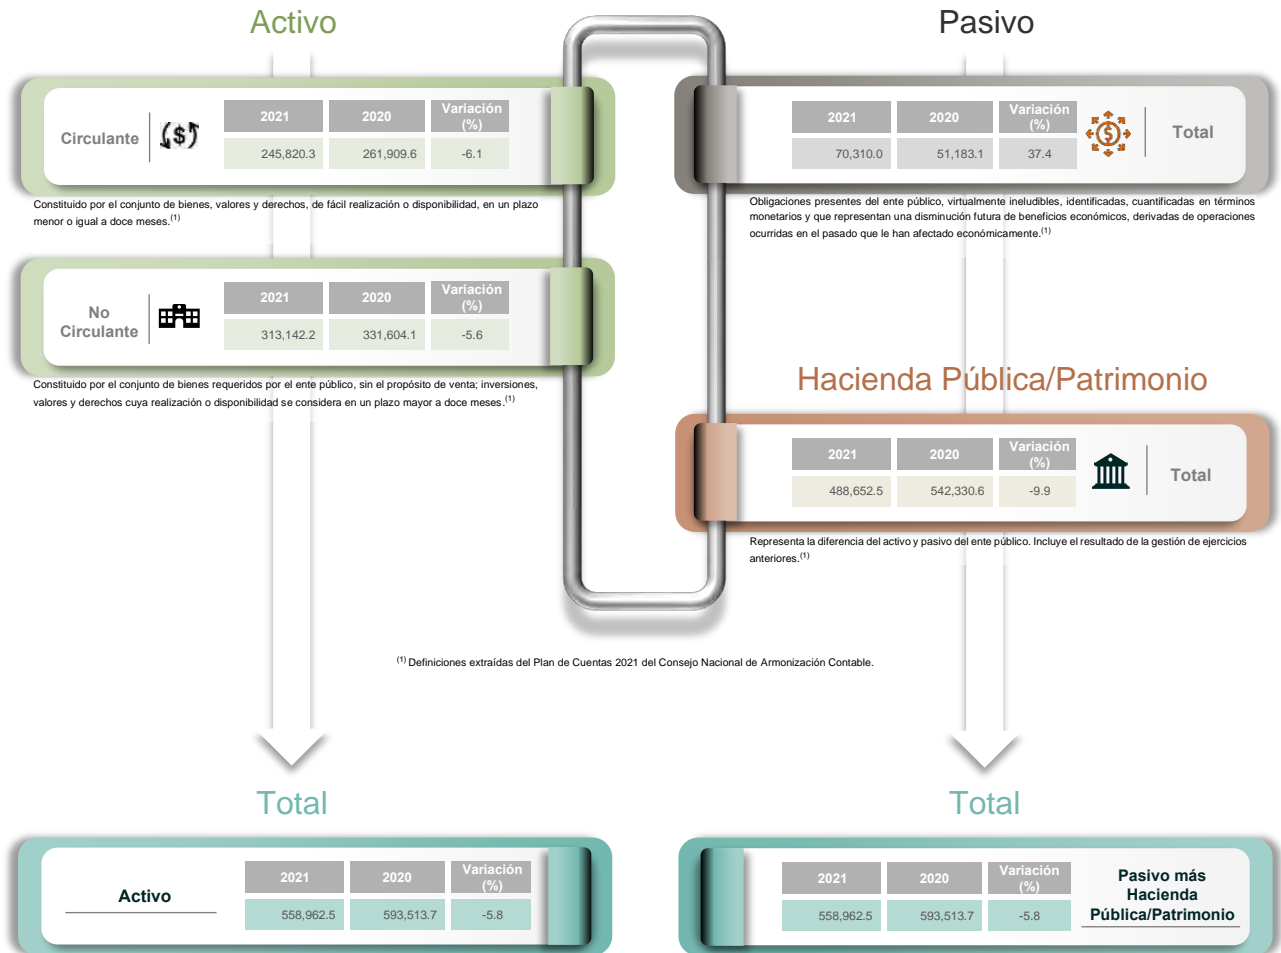 Activo
Circulante
2021 2020 Variación (%)
245,820.3 261,909.6 -6.1
Constituido por el conjunto de bienes, valores y derechos, de fácil realización o disponibilidad, en un plazo
menor o igual a doce meses.(1)
No
Circulante
2021 2020 Variación (%)
313,142.2 331,604.1 -5.6
Constituido por el conjunto de bienes requeridos por el ente público, sin el propósito de venta; inversiones,
valores y derechos cuya realización o disponibilidad se considera en un plazo mayor a doce meses.(1)
Pasivo
2021 2020 Variación (%)
70,310.0 51,183.1 37.4
Total
Obligaciones presentes del ente público, virtualmente ineludibles, identificadas, cuantificadas en términos
monetarios y que representan una disminución futura de beneficios económicos, derivadas de operaciones
ocurridas en el pasado que le han afectado económicamente.(1)
Hacienda Pública/Patrimonio
2021 2020 Variación (%)
488,652.5 542,330.6 -9.9
Total
Representa la diferencia del activo y pasivo del ente público. Incluye el resultado de la gestión de ejercicios
anteriores.(1)
(1) Definiciones extraídas del Plan de Cuentas 2021 del Consejo Nacional de Armonización Contable.
Total
Activo
2021 2020 Variación (%)
558,962.5 593,513.7 -5.8
Total
2021 2020 Variación (%)
558,962.5 593,513.7 -5.8
Pasivo más
Hacienda
Pública/Patrimonio